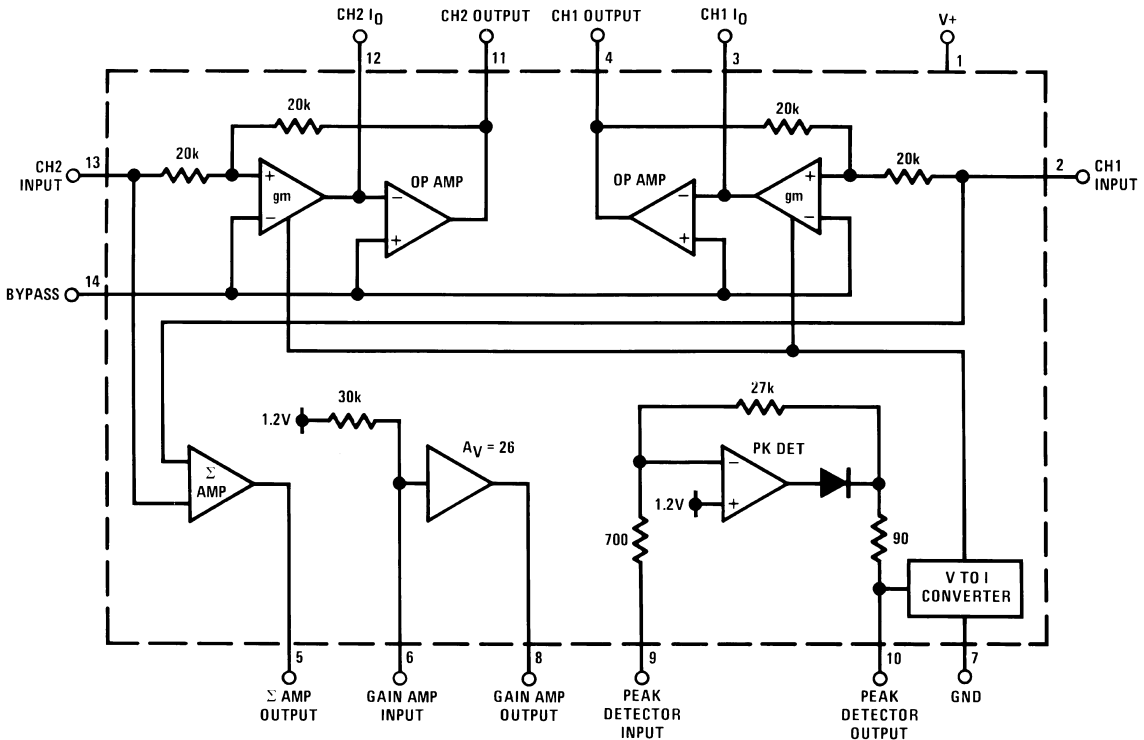 CH2 I0
CH2 OUTPUT
CH1 OUTPUT
CH1 I0
V+
12
11
4
3
1
20k
20k
CH2
INPUT
13
20k
+
gm
−
OP AMP
−
+
OP AMP
−
+
+
gm
−
20k
2
CH1
INPUT
BYPASS
14
30k
1.2V
AV = 26
Σ
AMP
27k
PK DET
−
+
1.2V
700
90
V TO I
CONVERTER
5
6
8
9
10
7
Σ AMP
OUTPUT
GAIN AMP
INPUT
GAIN AMP
OUTPUT
PEAK
DETECTOR
INPUT
PEAK
DETECTOR
OUTPUT
GND